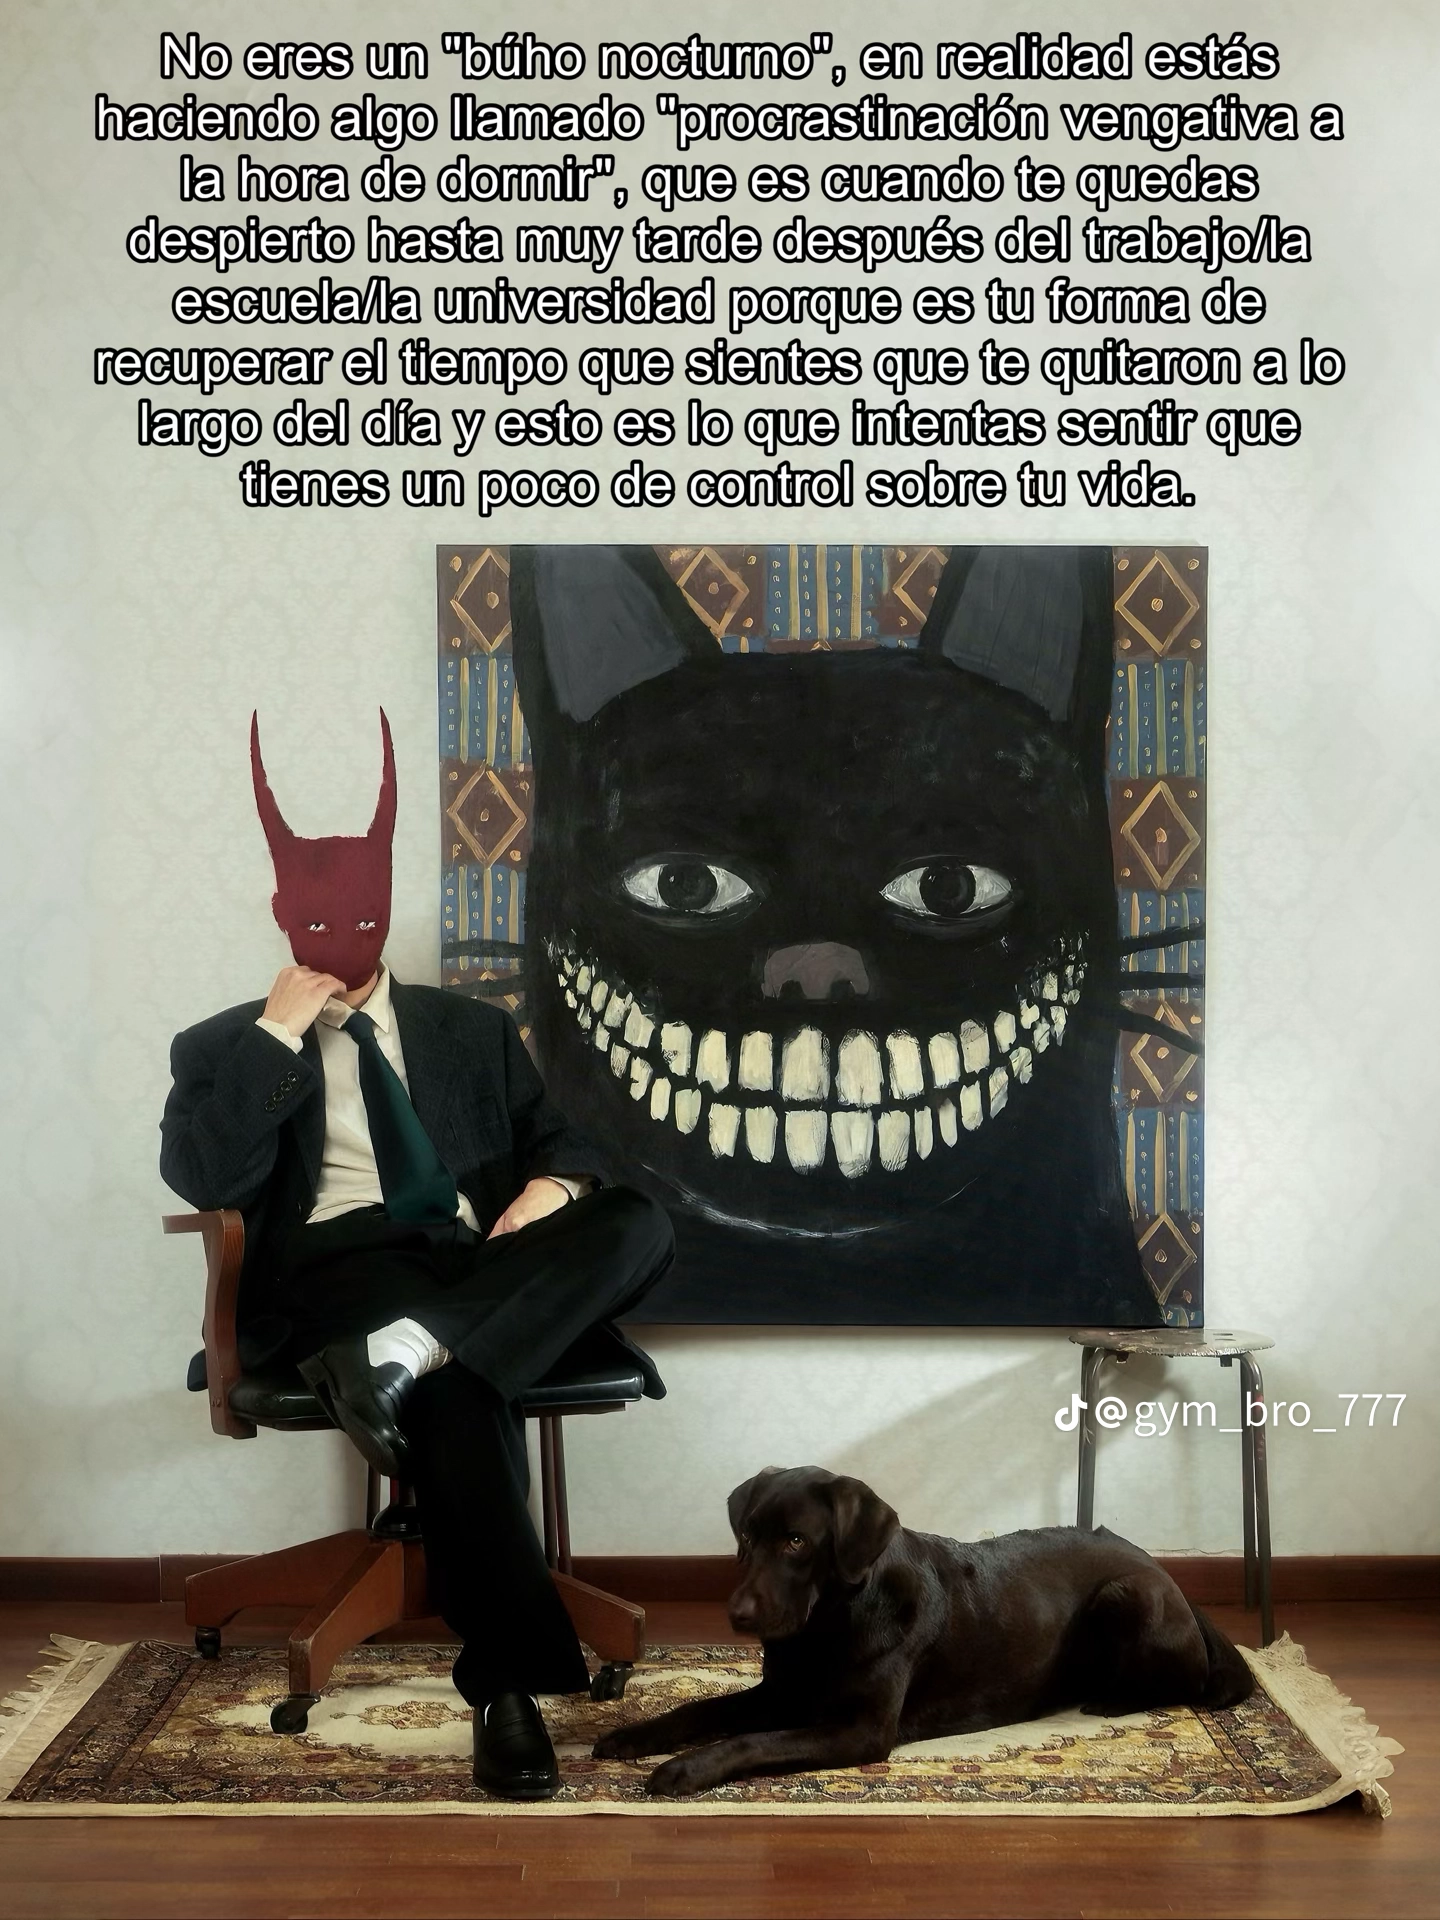 No eres un "búho nocturno", en realidad estás
haciendo algo llamado "procrastinación vengativa a
la hora de dormir", que es cuando te quedas
despierto hasta muy tarde después del trabajo/la
escuela/la universidad porque es tu forma de
recuperar el tiempo que sientes que te quitaron a lo
largo del día y esto es lo que intentas sentir que
tienes un poco de control sobre tu vida.
@gym_bro_777